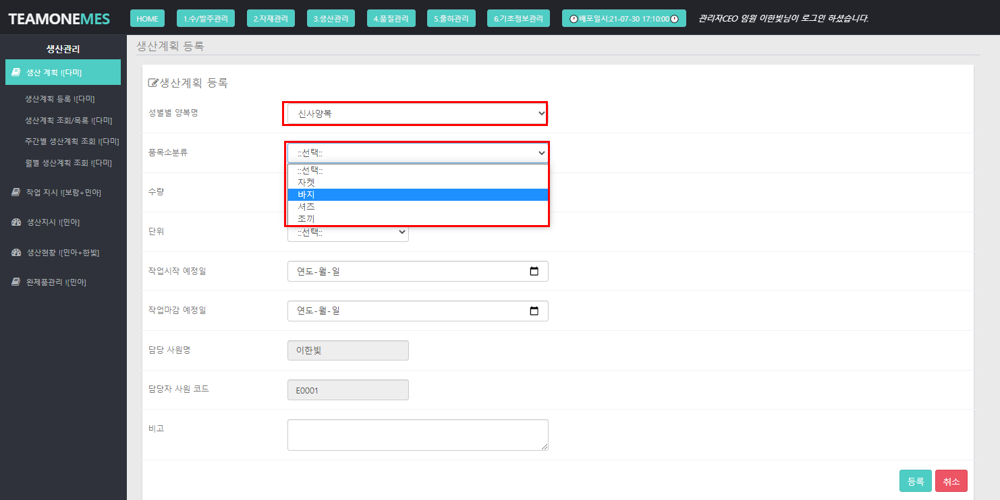 TEAMONEMES
HOME
1.수/발주관리
2.자재관리
3.생산관리
4.품질관리
5.출하관리
6.기초정보관리
배포일시:21-07-30 17:10:00
관리자CEO 임원 이한빛님이 로그인 하셨습니다.
생산관리
생산 계획 ![다미]
생산계획 등록 ![다미]
생산계획 조회/목록 ![다미]
주간별 생산계획 조회 ![다미]
월별 생산계획 조회 ![다미]
작업 지시 ![보람+민아]
생산지시 ![민아]
생산현황 ![민아+한빛]
완제품관리 ![민아]
생산계획 등록
생산계획 등록
성별별 양복명
신사양복
품목소분류
::선택::
::선택::
자켓
바지
셔츠
조끼
수량
단위
::선택::
작업시작 예정일
연도-월-일
작업마감 예정일
연도-월-일
담당 사원명
이한빛
담당자 사원 코드
E0001
비고
등록
취소